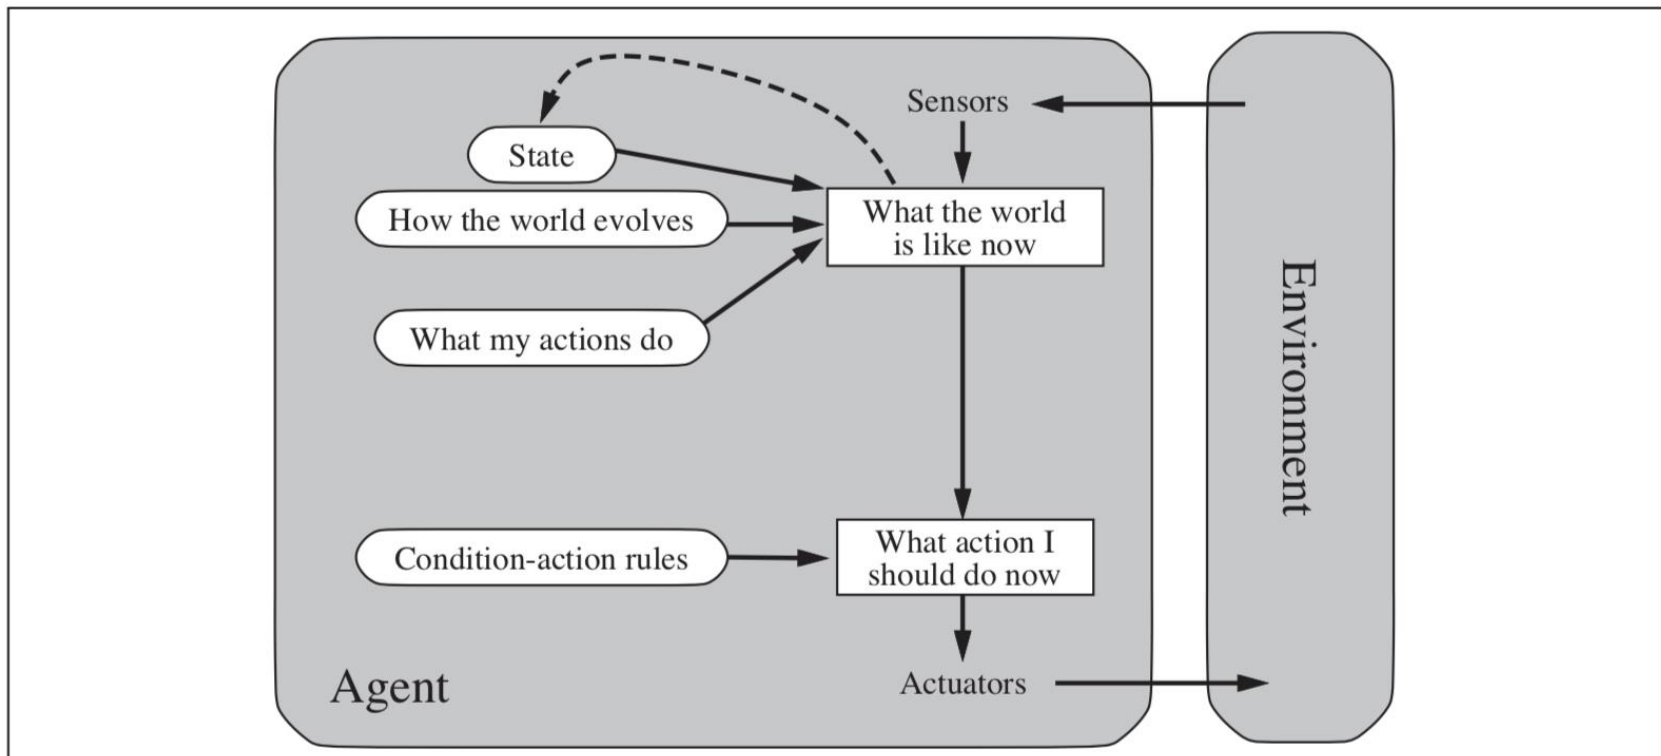 Sensors
State
What the world
is like now
How the world evolves
What my actions do
Environment
Condition-action rules
What action I
should do now
Agent
Actuators